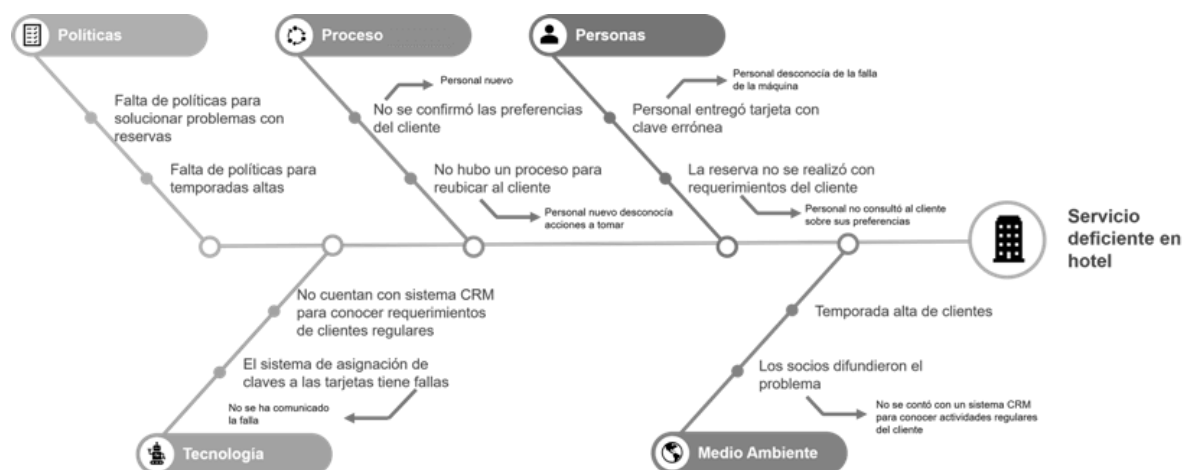 Políticas
Falta de políticas para
solucionar problemas con
reservas
Falta de políticas para
temporadas altas
Proceso
Personal nuevo
No se confirmó las preferencias
del cliente
No hubo un proceso para
reubicar al cliente
Personal nuevo desconocía
acciones a tomar
Personas
Personal desconocía de la falla
de la máquina
Personal entregó tarjeta con
clave errónea
La reserva no se realizó con
requerimientos del cliente
Personal no consultó al cliente
sobre sus preferencias
Servicio
deficiente en
hotel
No cuentan con sistema CRM
para conocer requerimientos
de clientes regulares
El sistema de asignación de
claves a las tarjetas tiene fallas
No se ha comunicado
la falla
Tecnología
Temporada alta de clientes
Los socios difundieron el
problema
No se contó con un sistema CRM
para conocer actividades regulares
del cliente
Medio Ambiente